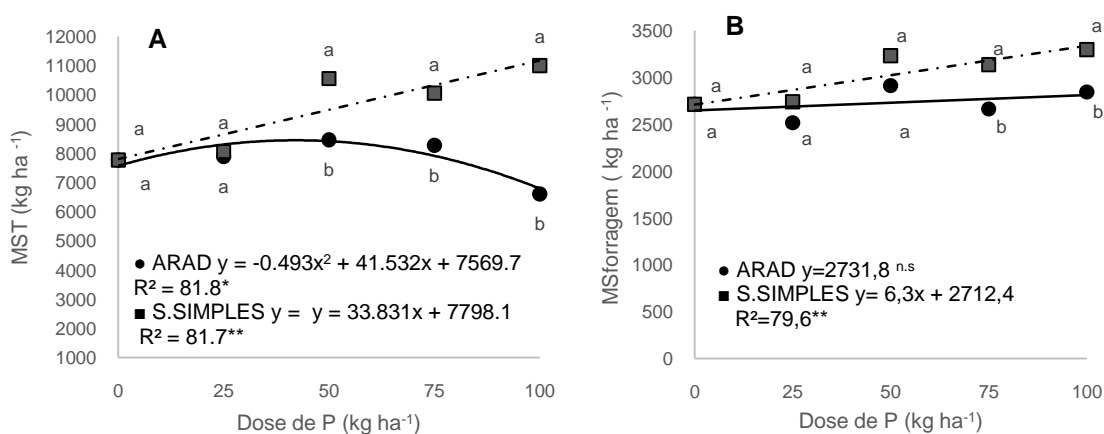 A
MST (kg ha ⁻¹)
12000
11000
10000
9000
8000
7000
6000
5000
4000
3000
2000
1000
a
a
a
a
a
a
a
b
b
b
● ARAD y = -0.493x² + 41.532x + 7569.7
R² = 81.8*
■ S.SIMPLES y = y = 33.831x + 7798.1
R² = 81.7**
0 25 50 75 100
Dose de P (kg ha⁻¹)
B
MSforragem ( kg ha ⁻¹)
3500
3000
2500
2000
1500
1000
500
0
a
a
a
a
a
a
a
a
b
b
● ARAD y=2731,8 ⁿ·ˢ
■ S.SIMPLES y= 6,3x + 2712,4
R²=79,6**
0 25 50 75 100
Dose de P (kg ha⁻¹)